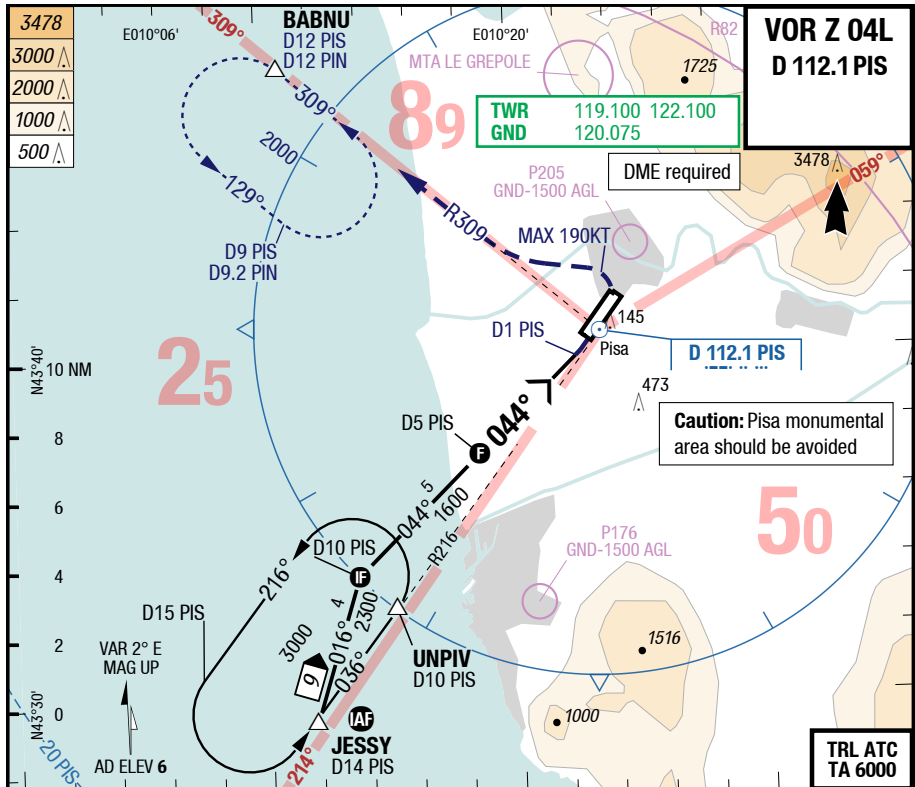 3478
3000
2000
1000
500
E010°06'
309°
BABNU
D12 PIS
D12 PIN
E010°20'
MTA LE GREPOLE
R82
1725
VOR Z 04L
D 112.1 PIS
TWR 119.100 122.100
GND 120.075
89
309°
2000
129°
D9 PIS
D9.2 PIN
R309
P205
GND-1500 AGL
DME required
3478
059°
MAX 190KT
145
D1 PIS
Pisa
D 112.1 PIS
N43°40'
10 NM
25
473
Caution: Pisa monumental
area should be avoided
D5 PIS
F
044°
8
6
4
2
0
044°
5
1600
R216
50
P176
GND-1500 AGL
D10 PIS
IF
216°
D15 PIS
4
016°
2300
3000
036°
9
UNPIV
D10 PIS
1516
1000
VAR 2° E
MAG UP
N43°30'
IAF
JESSY
D14 PIS
214°
20 PIS
AD ELEV 6
TRL ATC
TA 6000